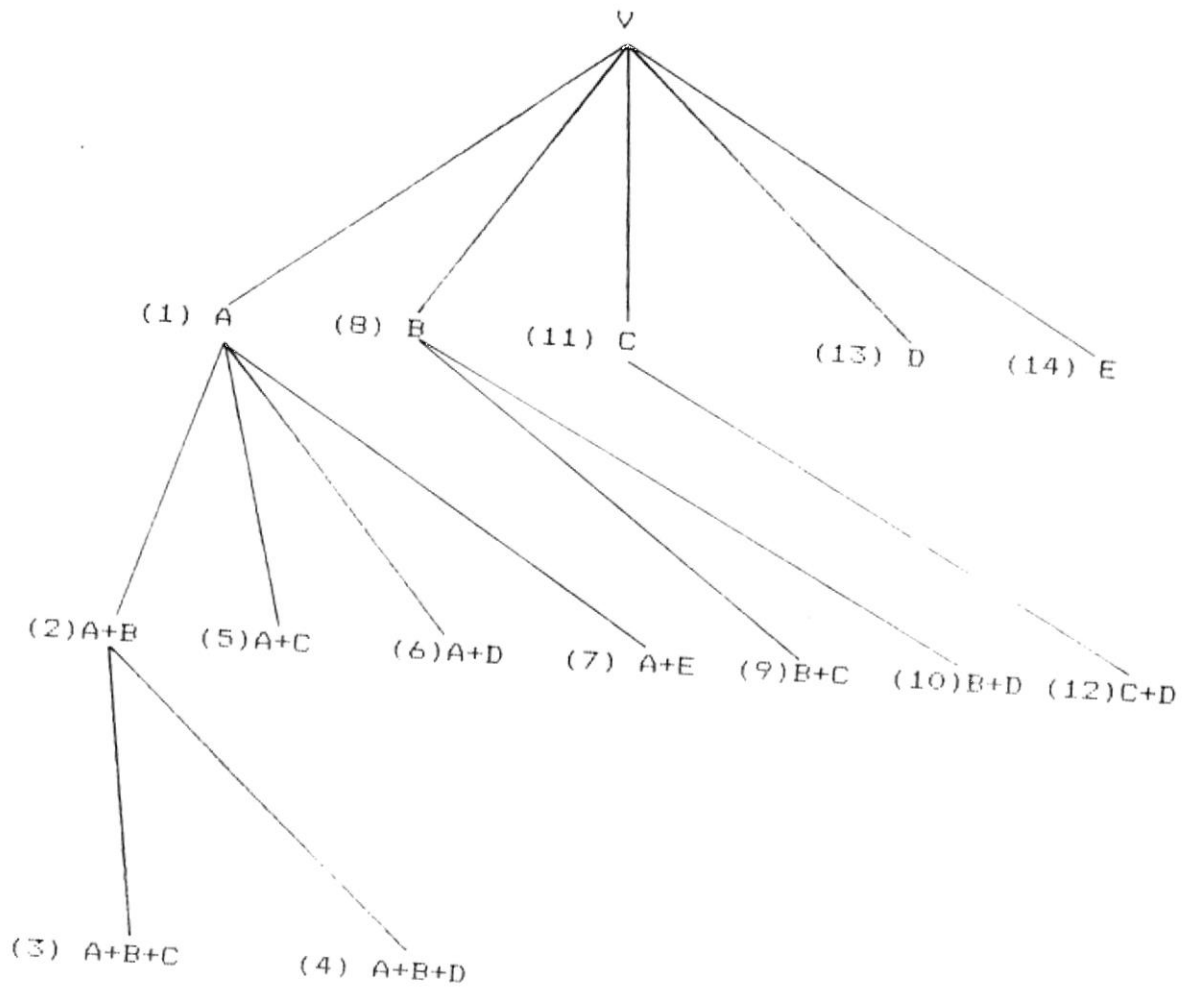 V
(1) A (8) B (11) C (13) D (14) E
(2)A+B (5)A+C (6)A+D (7) A+E (9)B+C (10)B+D (12)C+D
(3) A+B+C (4) A+B+D